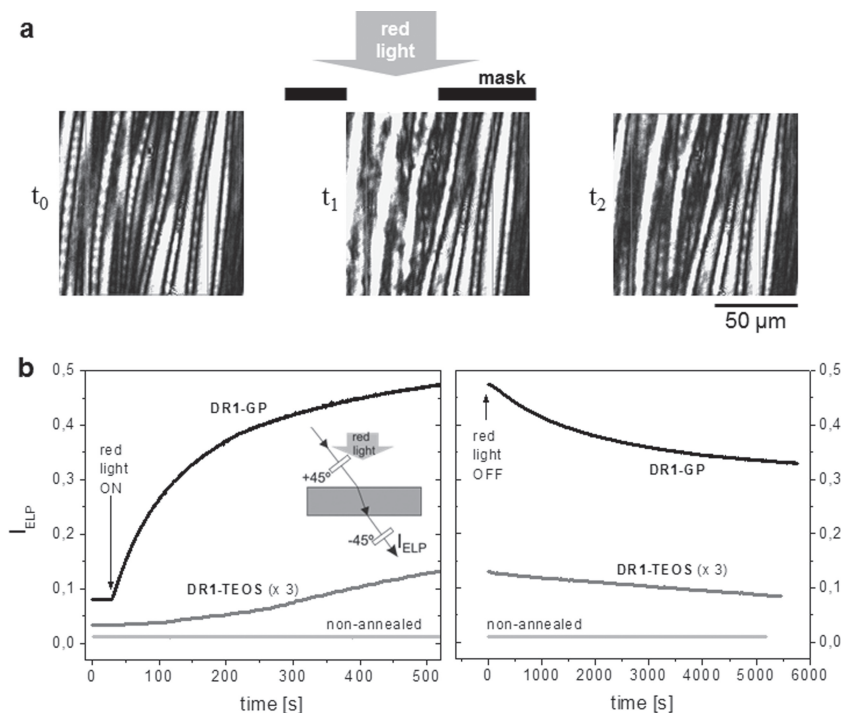 a
red
light
mask
t0
t1
t2
50 µm
b
0,5
0,4
0,3
0,2
0,1
0,0
IELP
DR1-GP
red
light
ON
red
light
+45º
-45º
IELP
DR1-TEOS (x 3)
non-annealed
0 100 200 300 400 500
time [s]
red
light
OFF
DR1-GP
DR1-TEOS (x 3)
non-annealed
0,5
0,4
0,3
0,2
0,1
0,0
0 1000 2000 3000 4000 5000 6000
time [s]